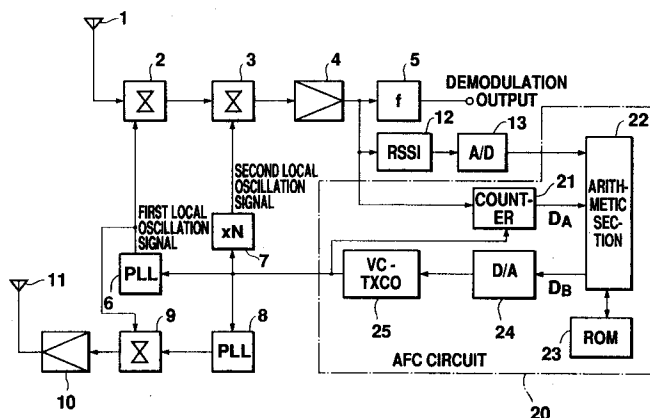 1
2
3
4
5
DEMODULATION
OUTPUT
f
12
13
22
RSSI
A/D
SECOND LOCAL
OSCILLATION
SIGNAL
21
COUNT-
ER
DA
ARITH-
METIC
SEC-
TION
FIRST LOCAL
OSCILLATION
SIGNAL
xN
7
11
PLL
6
VC -
TXCO
D/A
DB
9
8
25
24
PLL
23
ROM
10
AFC CIRCUIT
20